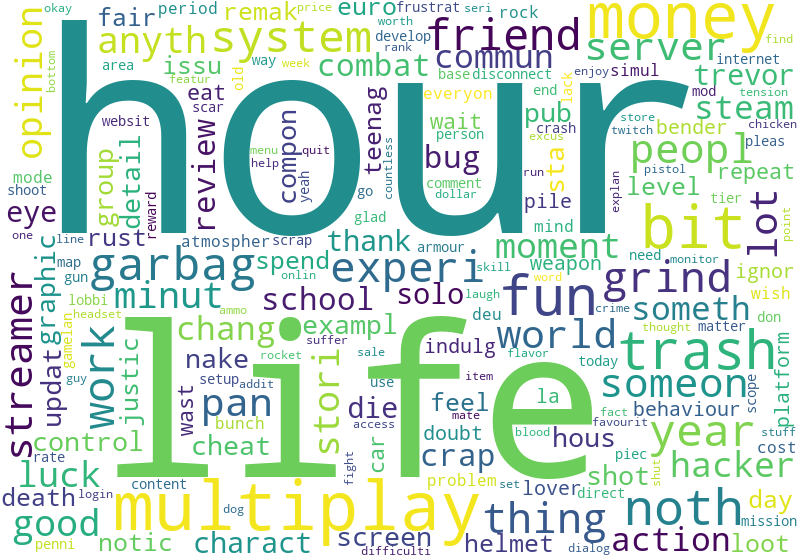 okay period fair remak euro frustrat seri price worth rock find
money
opinion anyth system friend commun develop rank server
hour
bottom area issu featur old way week combat base disconnect internet
trevor
scar websit eat review compon menu help quit yeah teenag countless everyon wait lack end simul mod store tension
steam
mode shoot group detail reward go comment dollar person bug pub crash excus twitch bender chicken pleas
peopl
eye one rust atmospher scrap glad thank armour pile run sta explan level pistol tier repeat
bit lot
line map gun garbag spend onlin experi skill moment mind weapon need monitor point ignor
streamer graphic lobbi headset minut school solo laugh word fun grind crime someth wish
life
updat gamelan work chang ammo exampl deu world thought matter don trash
guy justic nake rocket suffer stori indulg flavor today platform
setup addit sale use item someon scope
wast pan die mate feel la favourit behaviour fact stuff
rate control bunch cheat access car doubt blood hous piec year cost
luck fight crap shot shut hacker
death login content dog problem set lover direct day mission
multiplay thing noth
good penni notic charact screen difficulti helmet dialog action loot